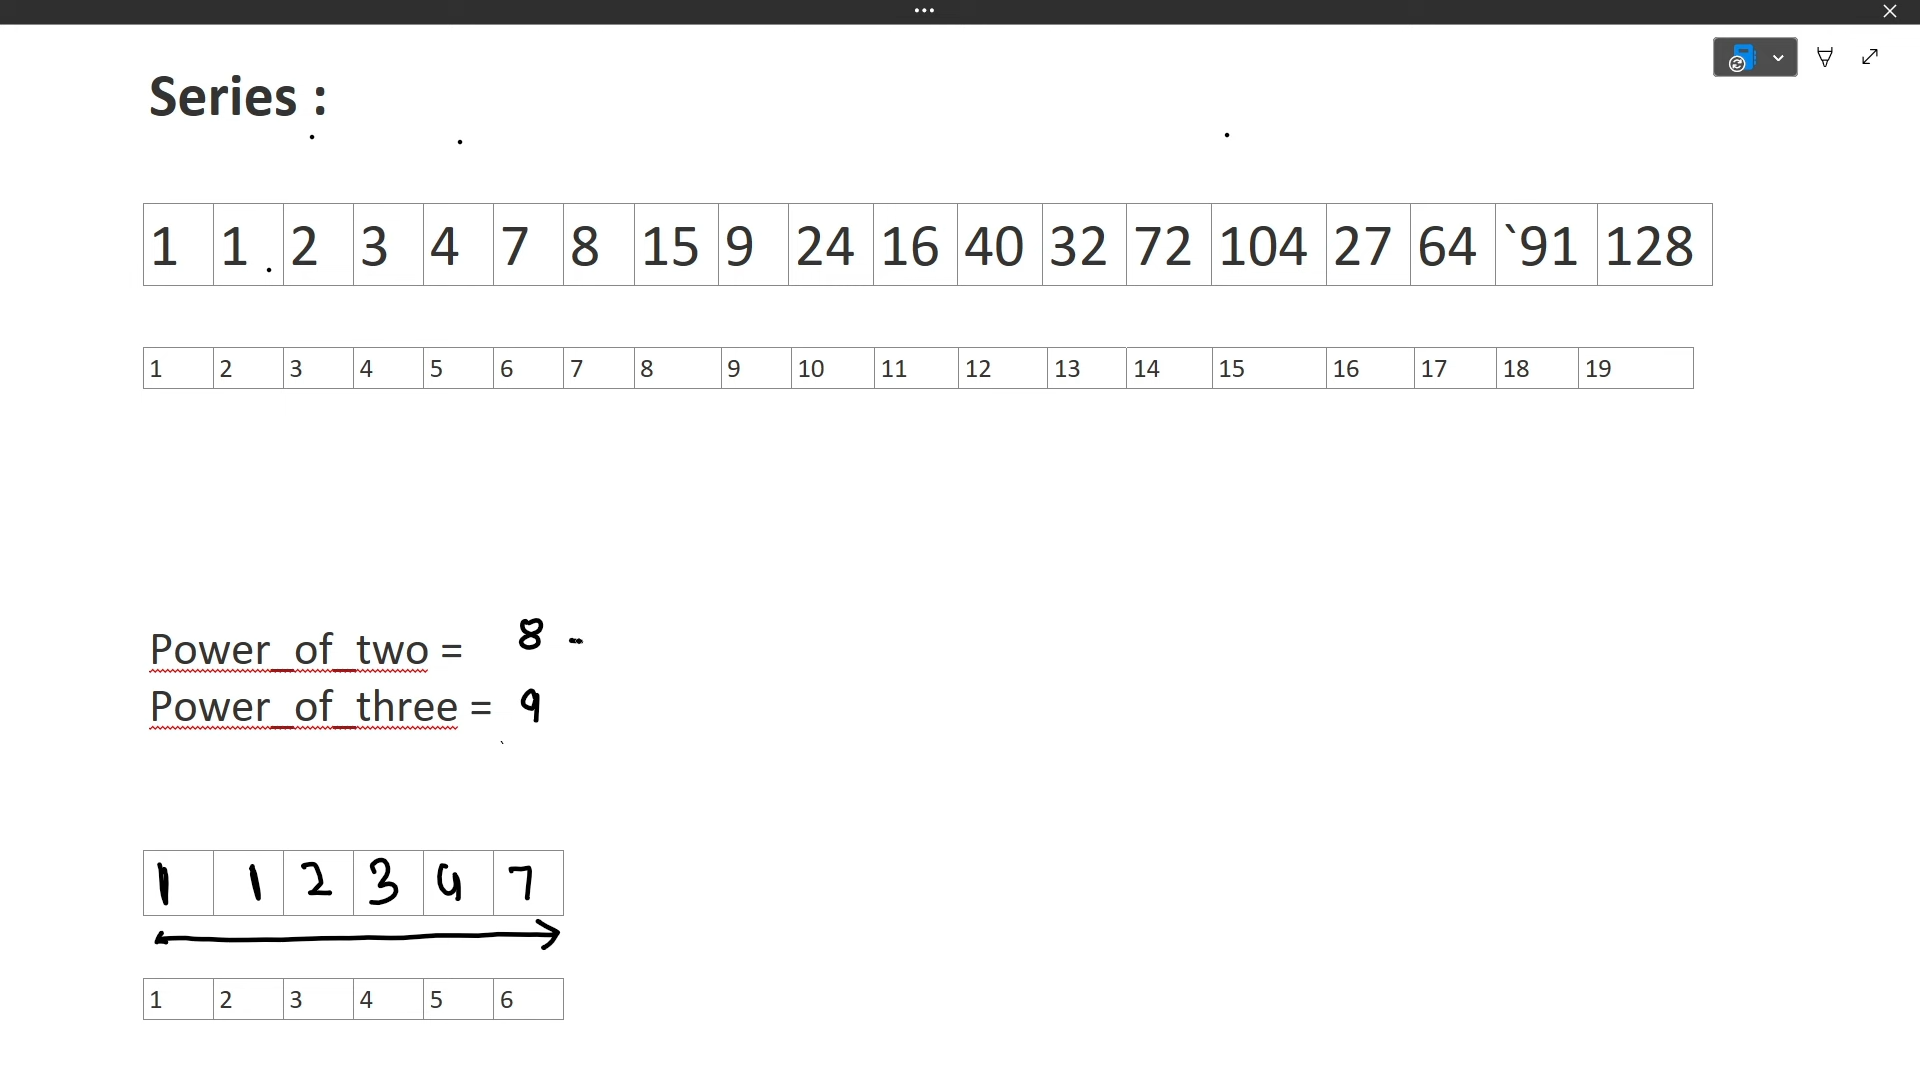 Series :
1 1 2 3 4 7 8 15 9 24 16 40 32 72 104 27 64 `91 128
1 2 3 4 5 6 7 8 9 10 11 12 13 14 15 16 17 18 19
Power_of_two = 8 -
Power_of_three = 9
1 1 2 3 4 7
1 2 3 4 5 6